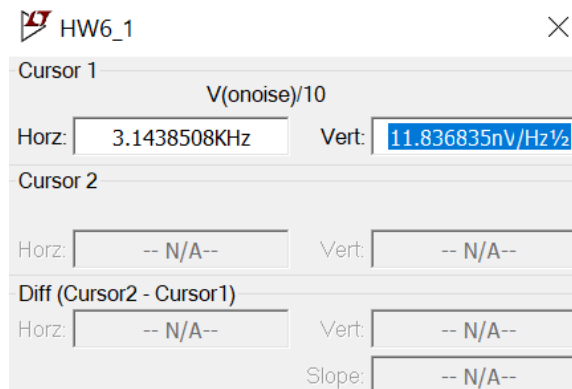 HW6_1
Cursor 1
V(onoise)/10
Horz: 3.1438508KHz Vert: 11.836835nV/Hz½
Cursor 2
Horz: -- N/A-- Vert: -- N/A--
Diff (Cursor2 - Cursor1)
Horz: -- N/A-- Vert: -- N/A--
Slope: -- N/A--